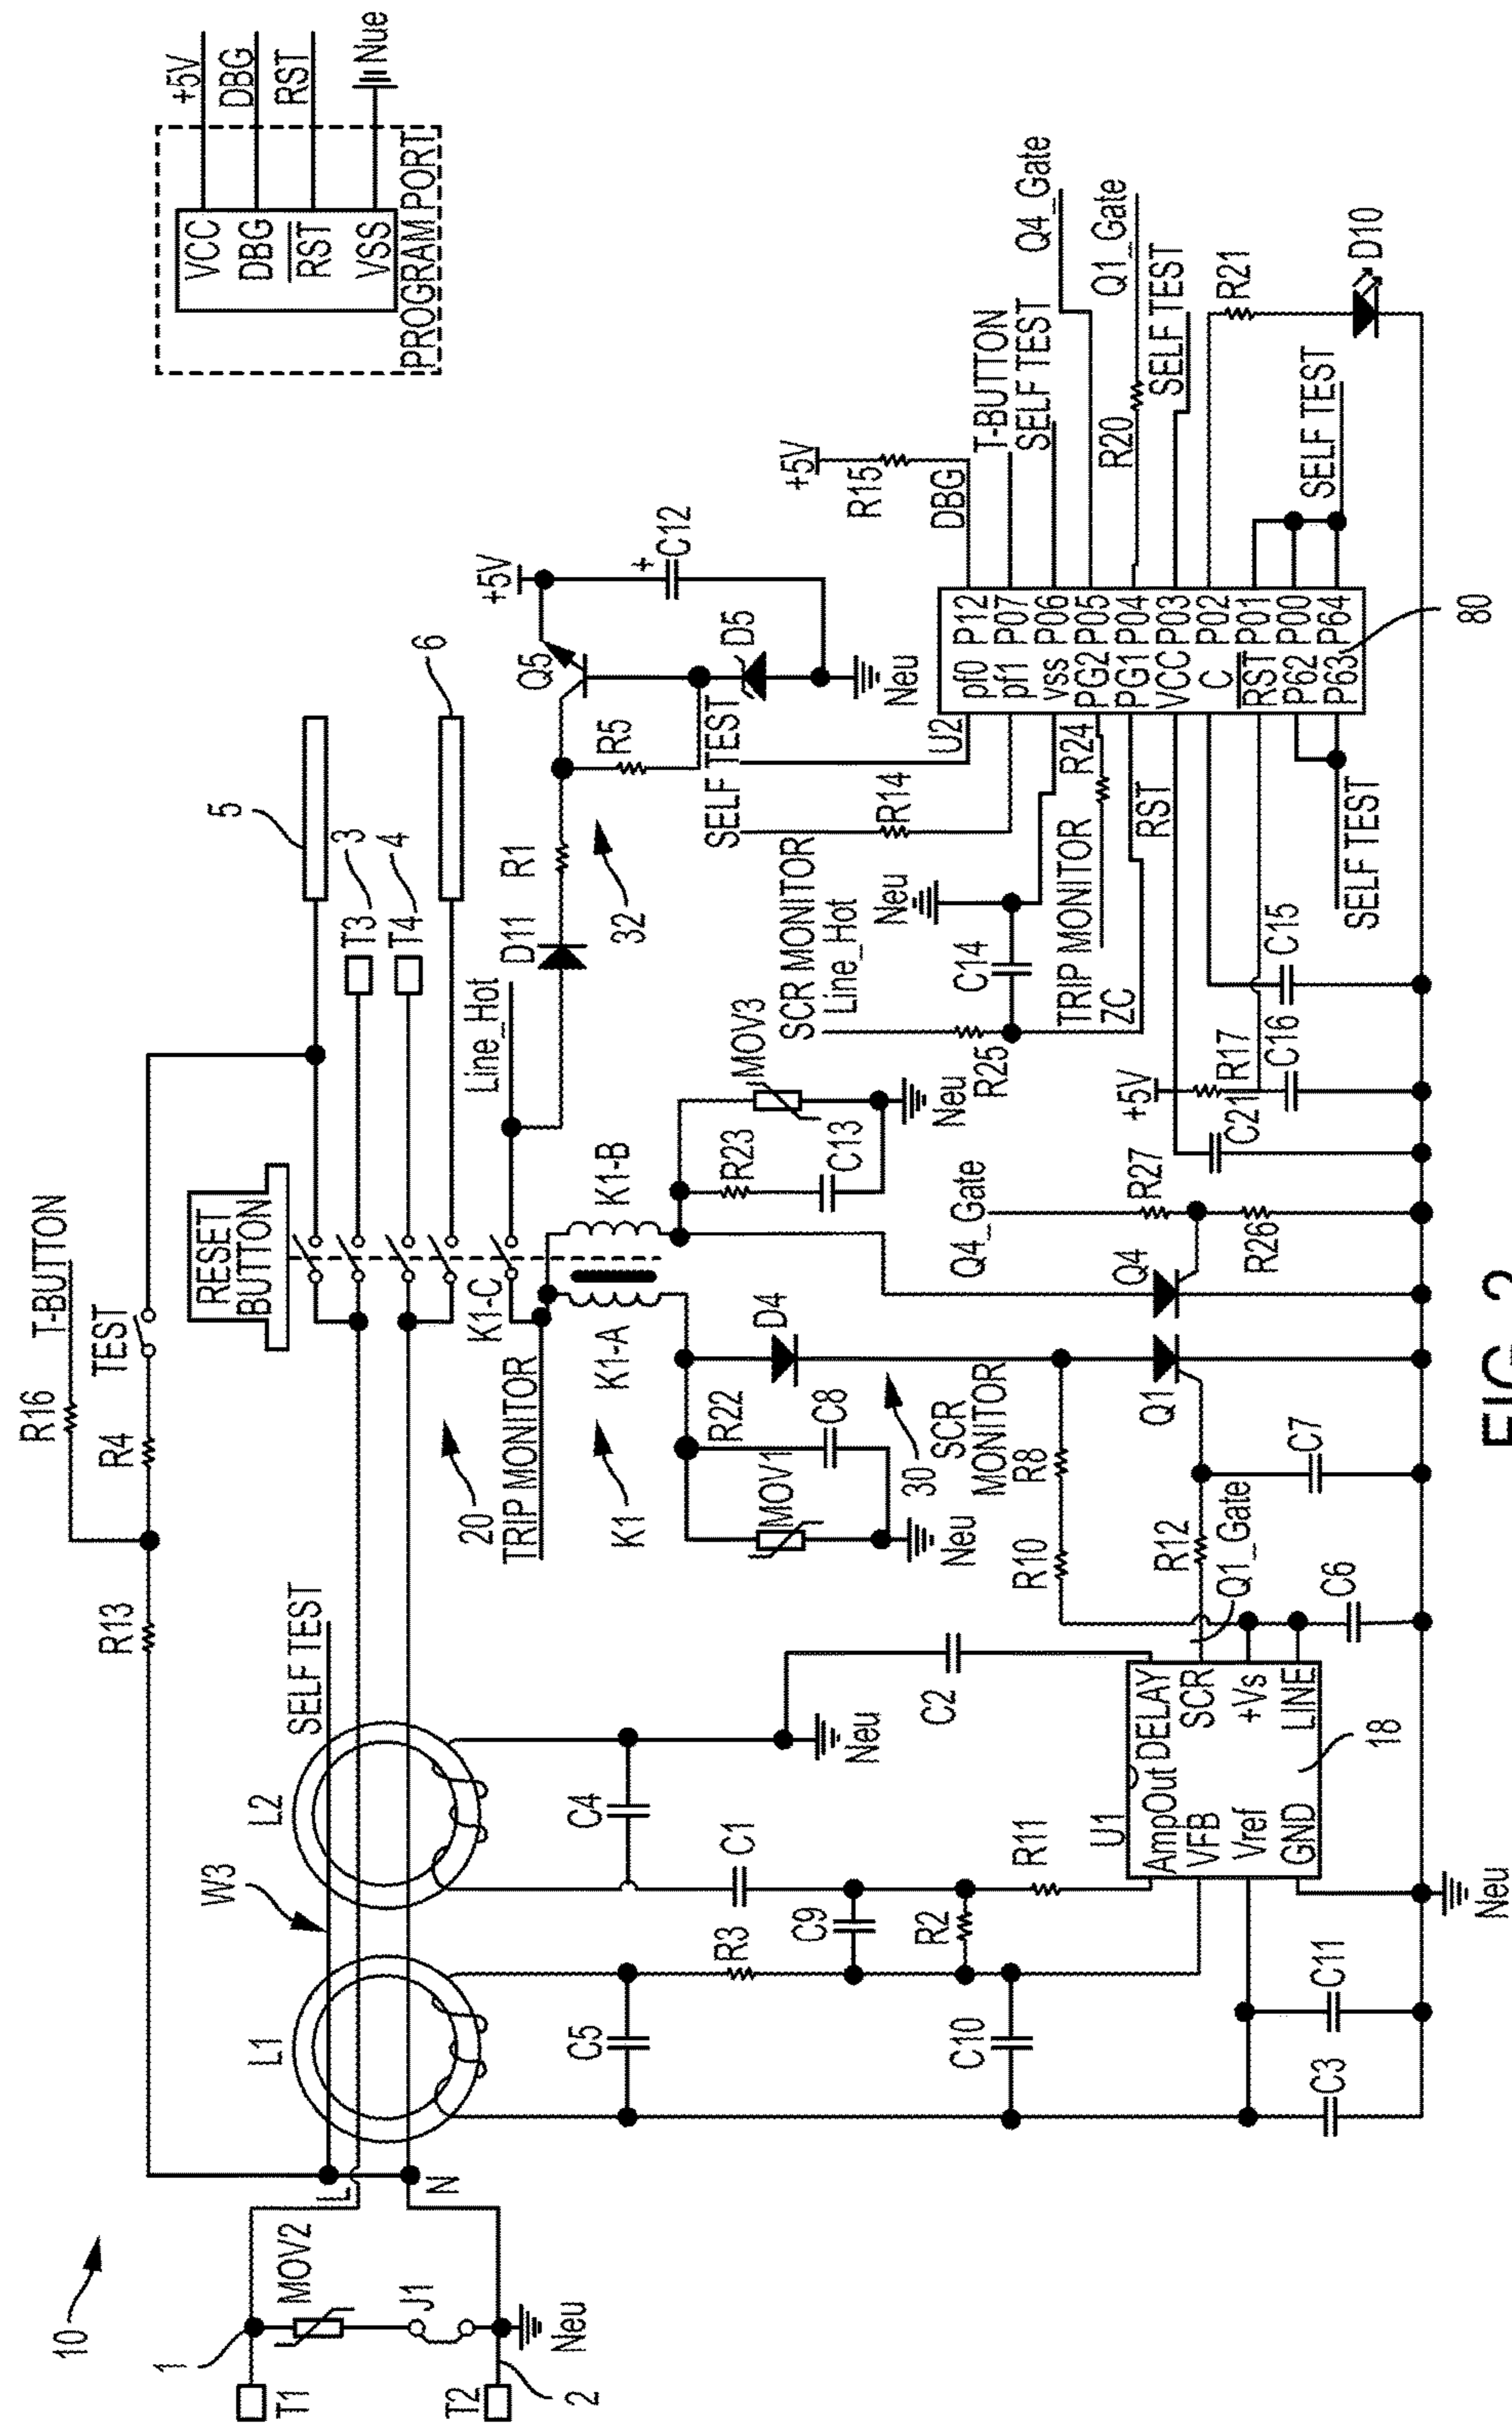 10
1
T1
MOV2
J1
T2
2
Neu
L
N
R13
R16
T-BUTTON
R4
TEST
RESET
BUTTON
W3
SELF TEST
L1
L2
20
TRIP MONITOR
K1
K1-C
K1-A
K1-B
5
3
T3
4
T4
6
Line_Hot
D11
R1
32
Q5
R5
+5V
+
C12
D5
Neu
PROGRAM PORT
VCC
DBG
RST
VSS
+5V
DBG
RST
Nue
C5
C4
R3
C1
C9
C10
R2
R11
Neu
C2
MOV1
R22
C8
Neu
D4
30
SCR
MONITOR
R8
R10
R23
C13
MOV3
Neu
U1
AmpOut
VFB
Vref
GND
DELAY
SCR
+Vs
LINE
18
C3
C11
Neu
C6
Q1_Gate
R12
C7
Q1
Q4
Q4_Gate
R27
R26
C21
+5V
R17
C16
C15
SCR MONITOR
Line_Hot
R25
C14
Neu
TRIP MONITOR
ZC
RST
R24
SELF TEST
R14
SELF TEST
U2
pf0
pf1
vss
PG2
PG1
VCC
C
RST
P62
P63
P12
P07
P06
P05
P04
P03
P02
P01
P00
P64
80
SELF TEST
+5V
R15
DBG
T-BUTTON
SELF TEST
Q4_Gate
Q1_Gate
R20
SELF TEST
R21
D10
SELF TEST
FIG. 2